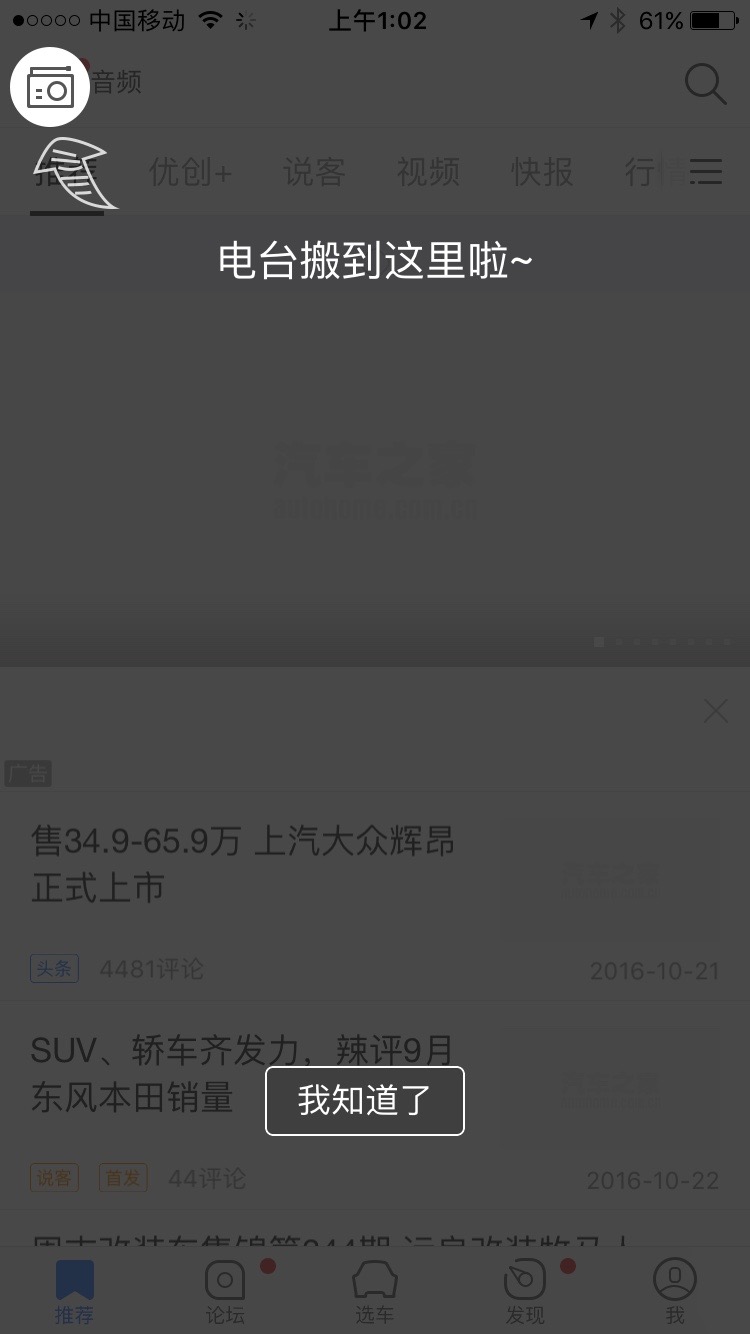 中国移动 上午1:02 61%
音频
推荐 优创+ 说客 视频 快报 行情
电台搬到这里啦~
汽车之家
autohome.com.cn
广告
售34.9-65.9万 上汽大众辉昂
正式上市
头条 4481评论 2016-10-21
SUV、轿车齐发力，辣评9月
东风本田销量
我知道了
说客 首发 44评论 2016-10-22
推荐 论坛 选车 发现 我